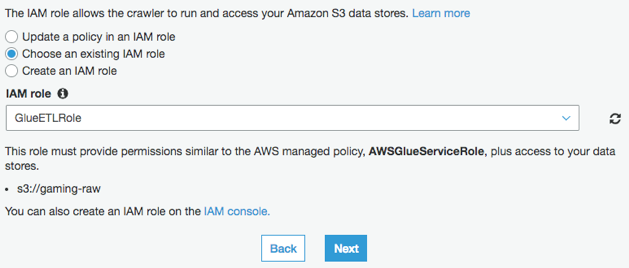 The IAM role allows the crawler to run and access your Amazon S3 data stores. Learn more
Update a policy in an IAM role
Choose an existing IAM role
Create an IAM role
IAM role
GlueETLRole
This role must provide permissions similar to the AWS managed policy, AWSGlueServiceRole, plus access to your data
stores.
• s3://gaming-raw
You can also create an IAM role on the IAM console.
Back Next